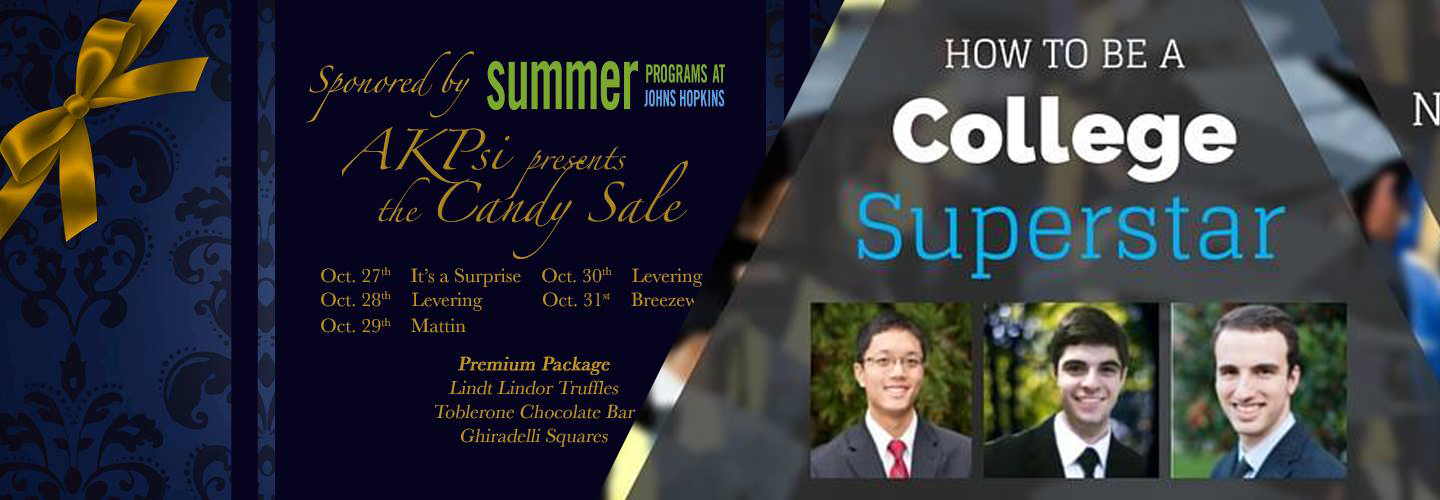 Sponored by summer PROGRAMS AT
JOHNS HOPKINS
AKPsi presents
the Candy Sale
Oct. 27th It's a Surprise Oct. 30th Levering
Oct. 28th Levering Oct. 31st
Oct. 29th Mattin
Premium Package
Lindt Lindor Truffles
Toblerone Chocolate Bar
Ghiradelli Squares
HOW TO BE A
College
Superstar